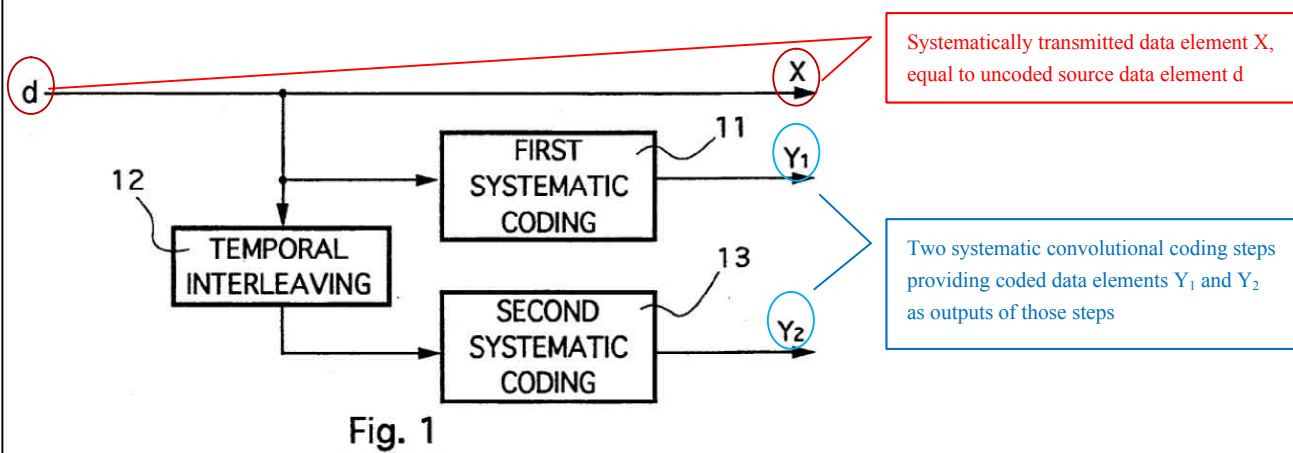 Systematically transmitted data element X,
equal to uncoded source data element d
d
X
11
FIRST
SYSTEMATIC
CODING
Y₁
12
TEMPORAL
INTERLEAVING
Two systematic convolutional coding steps
providing coded data elements Y₁ and Y₂
as outputs of those steps
13
SECOND
SYSTEMATIC
CODING
Y₂
Fig. 1